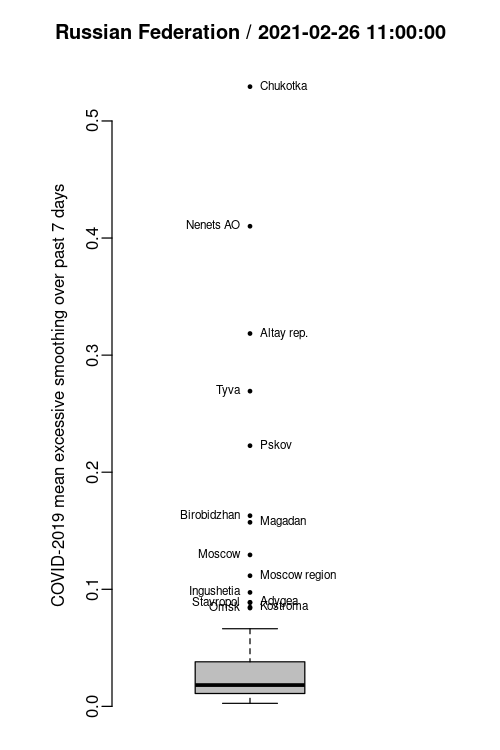 Russian Federation / 2021-02-26 11:00:00
COVID-2019 mean excessive smoothing over past 7 days
0.5
0.4
0.3
0.2
0.1
0.0
Chukotka
Nenets AO
Altay rep.
Tyva
Pskov
Birobidzhan
Magadan
Moscow
Moscow region
Ingushetia
Stavropol
Adygea
Omsk
Kostroma